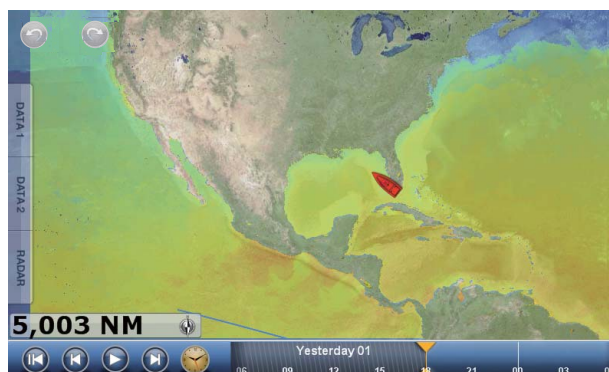 DATA 1
DATA 2
RADAR
5,003 NM
Yesterday 01
06 09 12 15 18 21 00 03